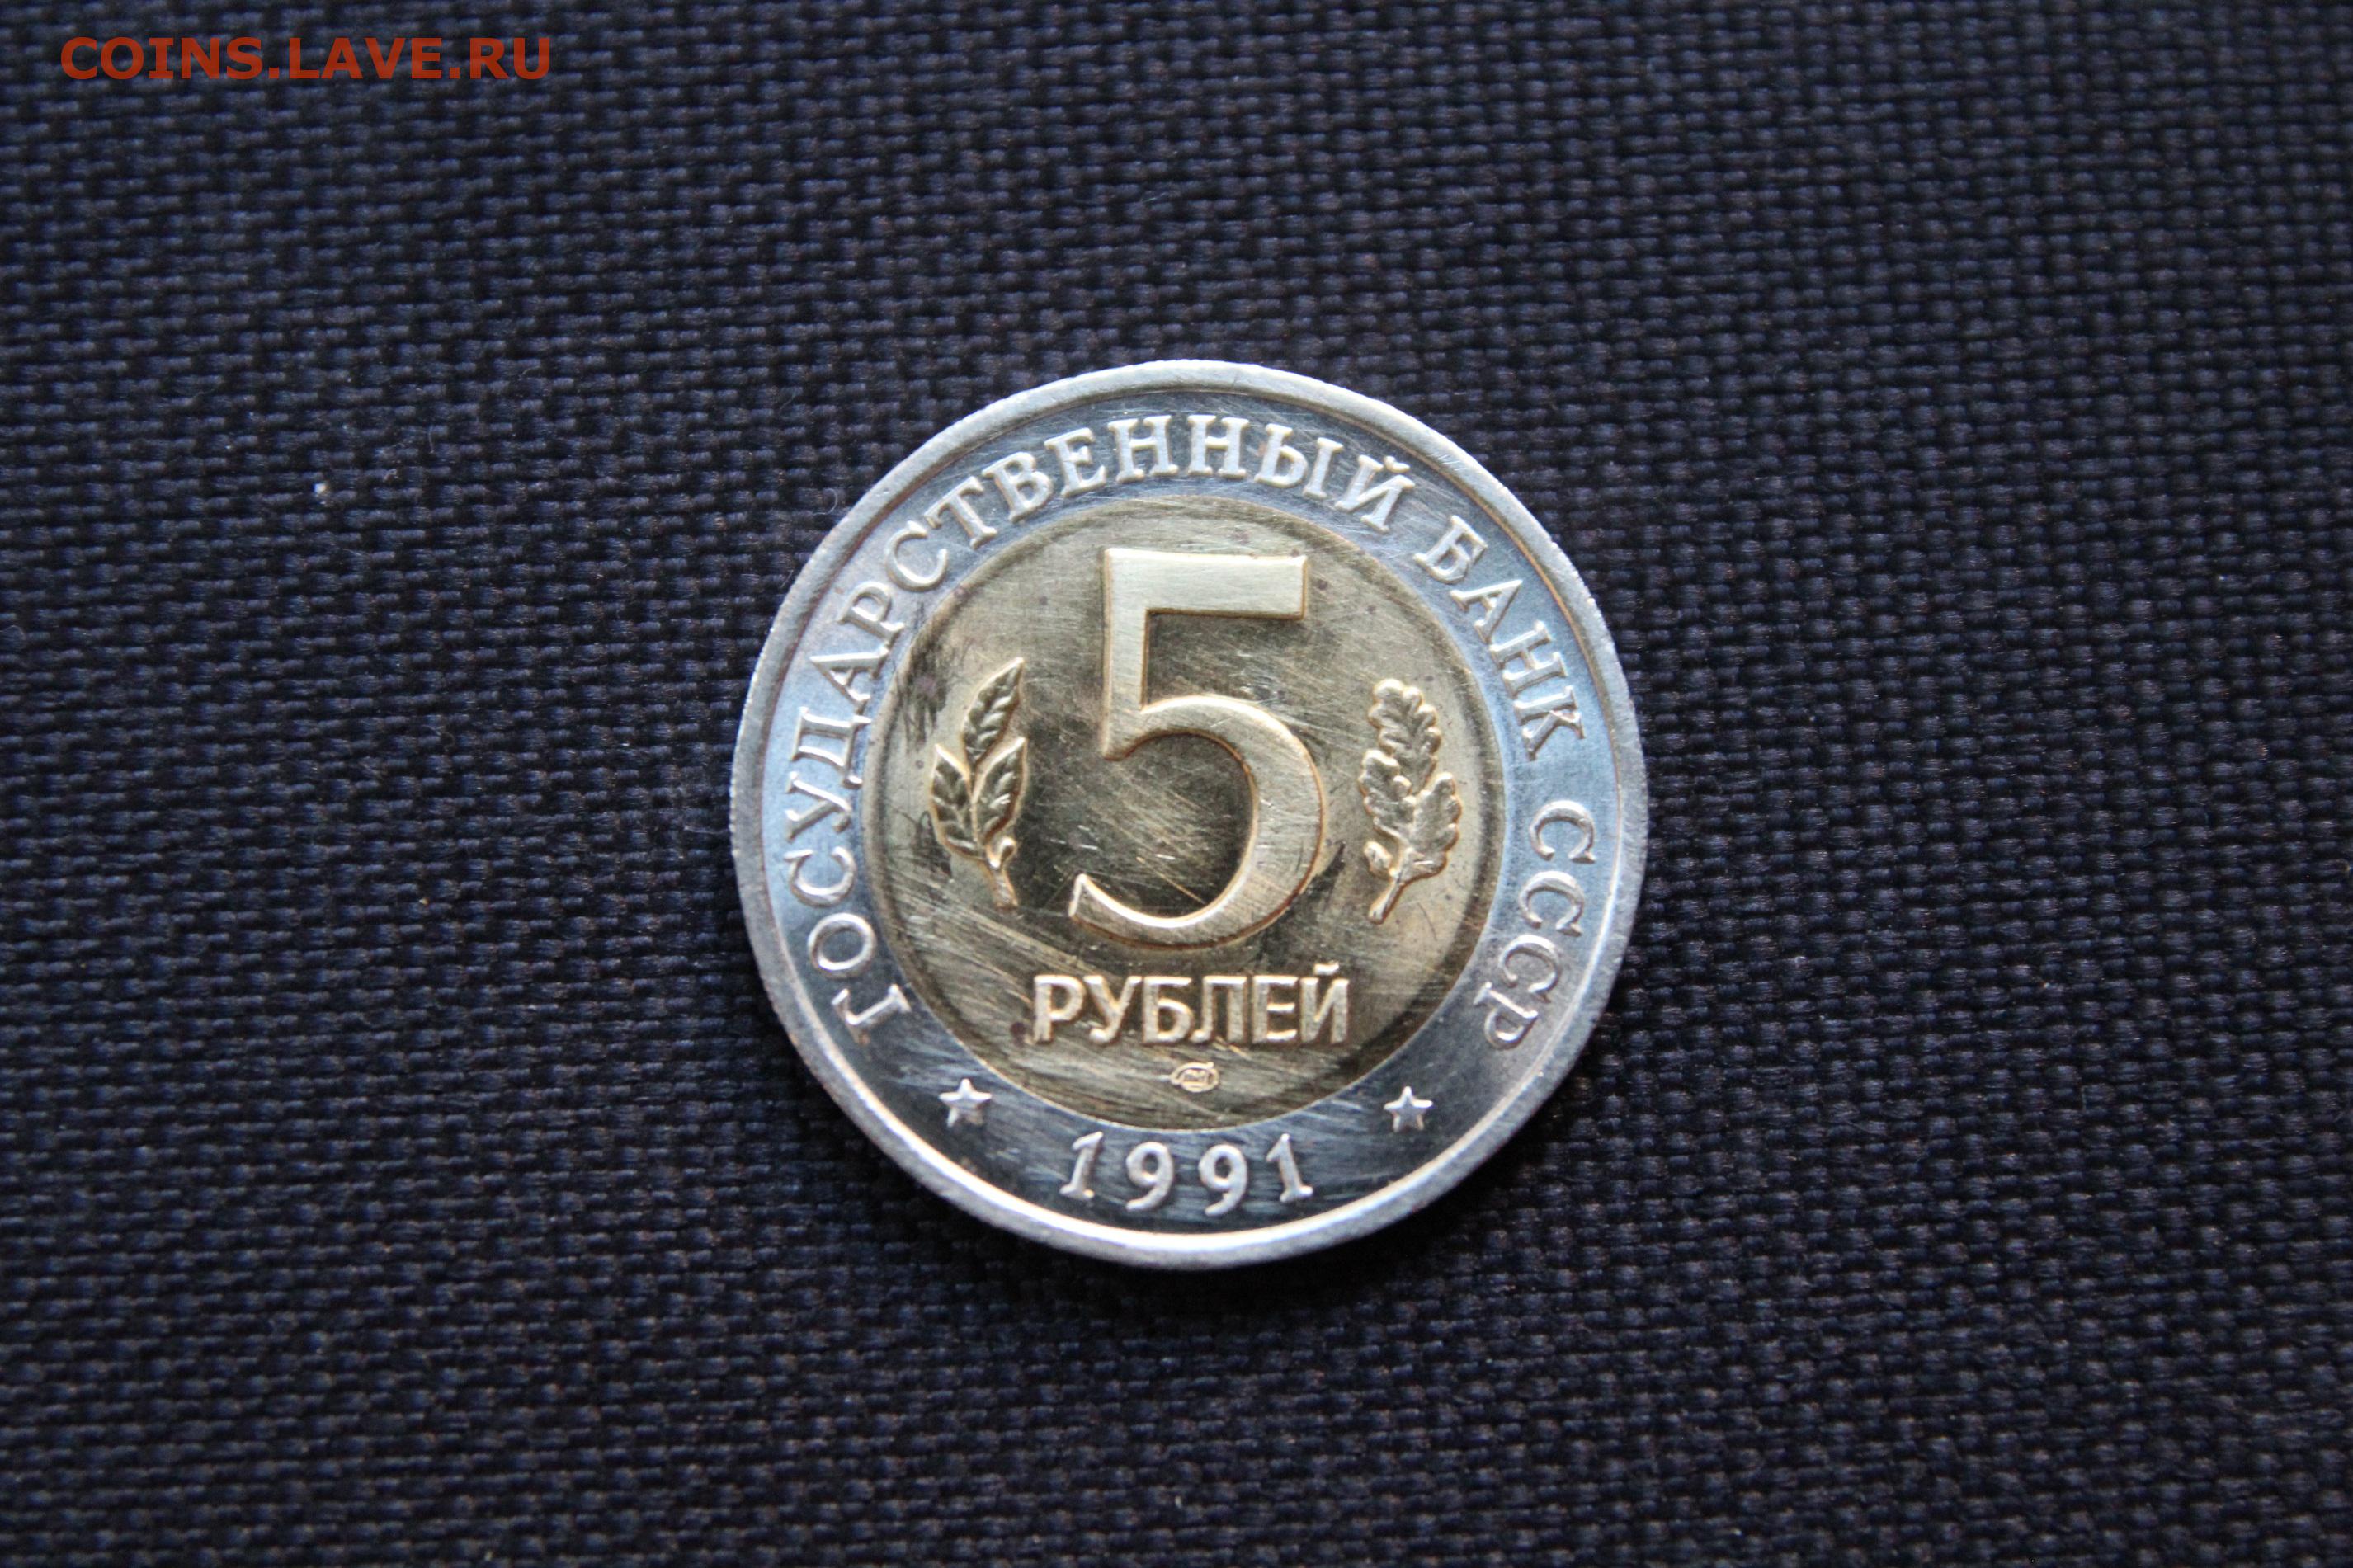 COINS.LAVE.RU
ГОСУДАРСТВЕННЫЙ БАНК СССР
5
РУБЛЕЙ
1991